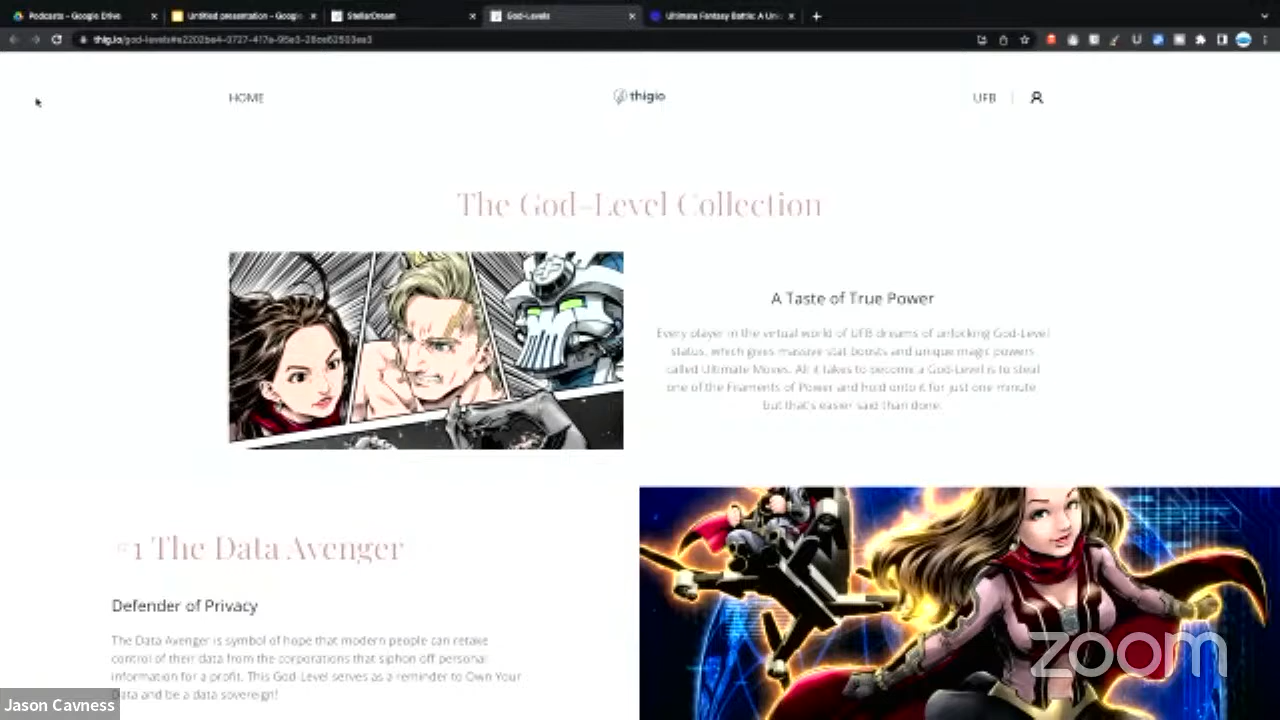 Podcasts - Google Drive
Untitled presentation - Google
StellarDream
God-Levels
Ultimate Fantasy Battle: A Un
HOME
thigio
UFB
The God-Level Collection
A Taste of True Power
Every player in the virtual world of UFB dreams of unlocking God-Level
status, which gives massive stat boosts and unique magic powers
called Ultimate Moves. All it takes to become a God-Level is to steal
one of the Filaments of Power and hold onto it for just one minute
but that's easier said than done.
#1 The Data Avenger
Defender of Privacy
The Data Avenger is symbol of hope that modern people can retake
control of their data from the corporations that siphon off personal
information for a profit. This God-Level serves as a reminder to Own Your
Data and be a data sovereign!
zoom
Jason Cavness